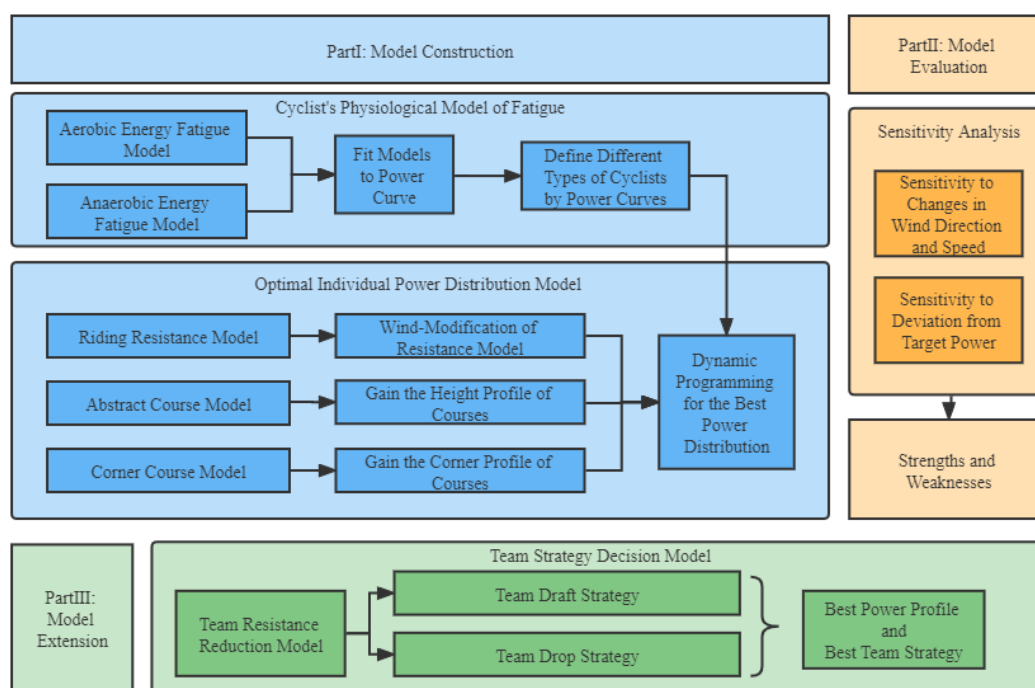 PartI: Model Construction
PartII: Model
Evaluation
Cyclist's Physiological Model of Fatigue
Aerobic Energy Fatigue
Model
Anaerobic Energy
Fatigue Model
Fit Models
to Power
Curve
Define Different
Types of Cyclists
by Power Curves
Sensitivity Analysis
Sensitivity to
Changes in
Wind Direction
and Speed
Sensitivity to
Deviation from
Target Power
Strengths and
Weaknesses
Optimal Individual Power Distribution Model
Riding Resistance Model
Wind-Modification of
Resistance Model
Abstract Course Model
Gain the Height Profile of
Courses
Corner Course Model
Gain the Corner Profile of
Courses
Dynamic
Programming
for the Best
Power
Distribution
PartIII:
Model
Extension
Team Strategy Decision Model
Team Resistance
Reduction Model
Team Draft Strategy
Team Drop Strategy
Best Power Profile
and
Best Team Strategy